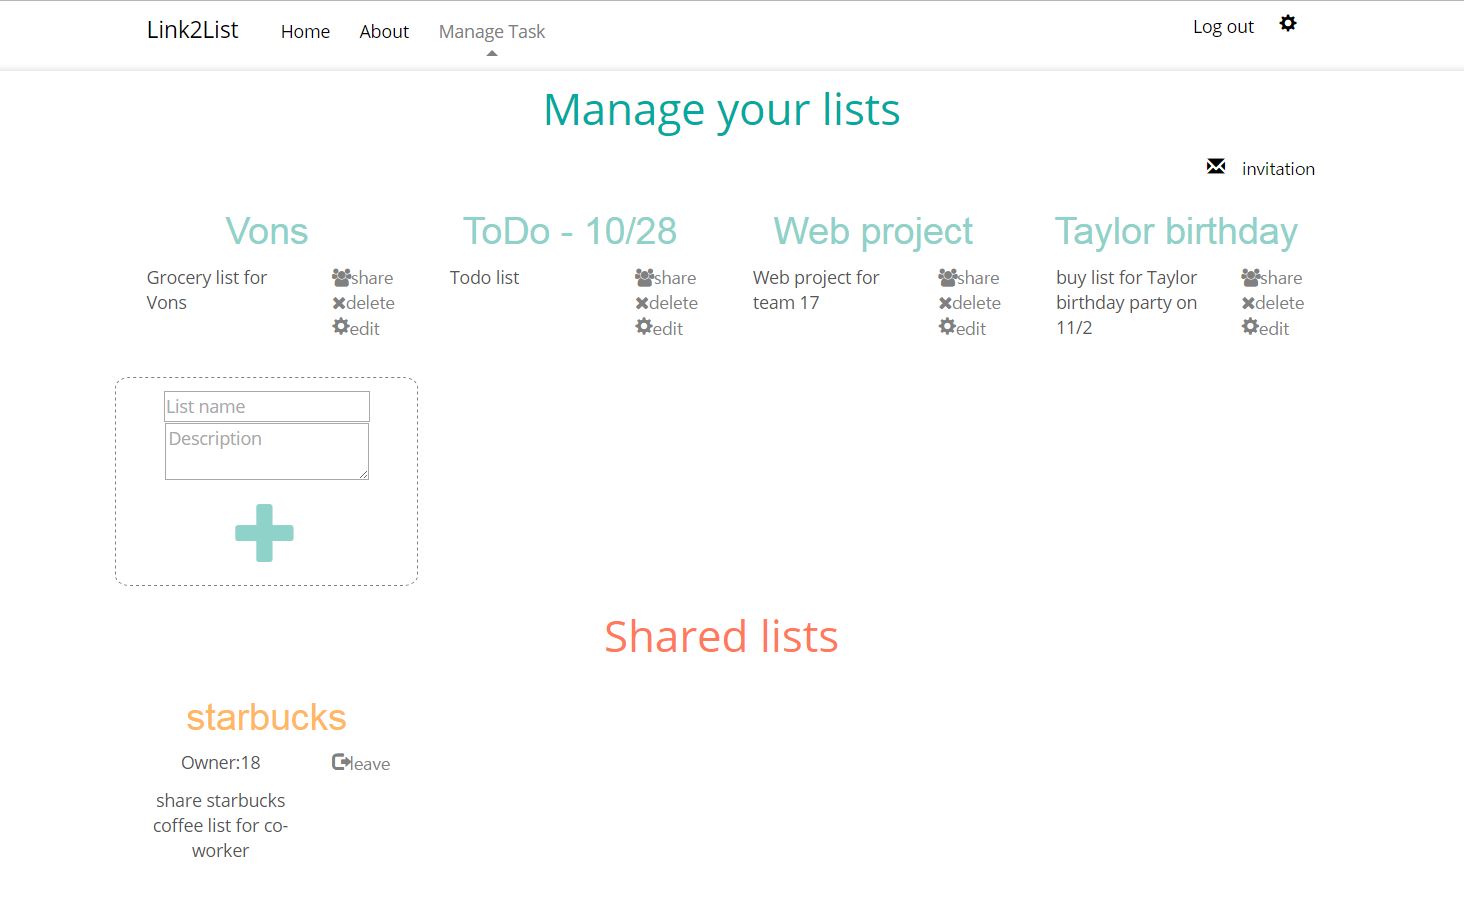 Link2List Home About Manage Task Log out
Manage your lists
invitation
Vons
Grocery list for
Vons
share
delete
edit
ToDo - 10/28
Todo list
share
delete
edit
Web project
Web project for
team 17
share
delete
edit
Taylor birthday
buy list for Taylor
birthday party on
11/2
share
delete
edit
List name
Description
Shared lists
starbucks
Owner:18
leave
share starbucks
coffee list for co-
worker